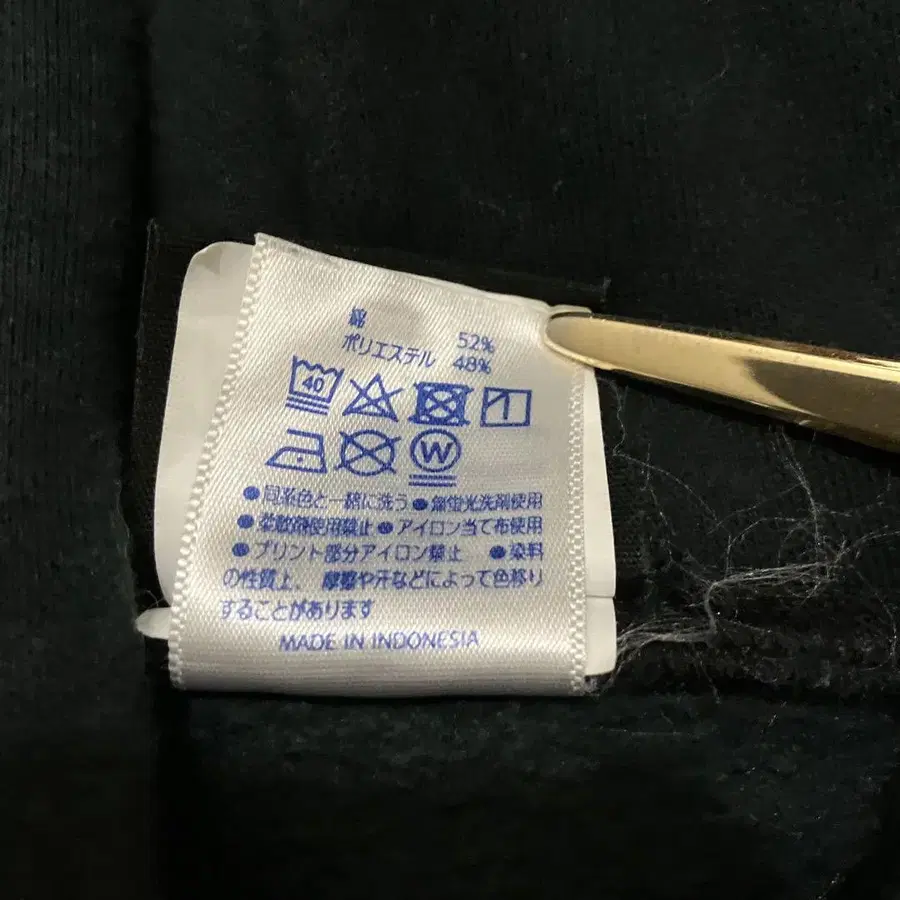 綿 52%
ポリエステル 48%
40
W
●同系色と一緒に洗う ●無蛍光洗剤使用
●柔軟剤使用禁止 ●アイロン当て布使用
●プリント部分アイロン禁止 ●染料
の性質上、摩擦や汗などによって色移り
することがあります
MADE IN INDONESIA